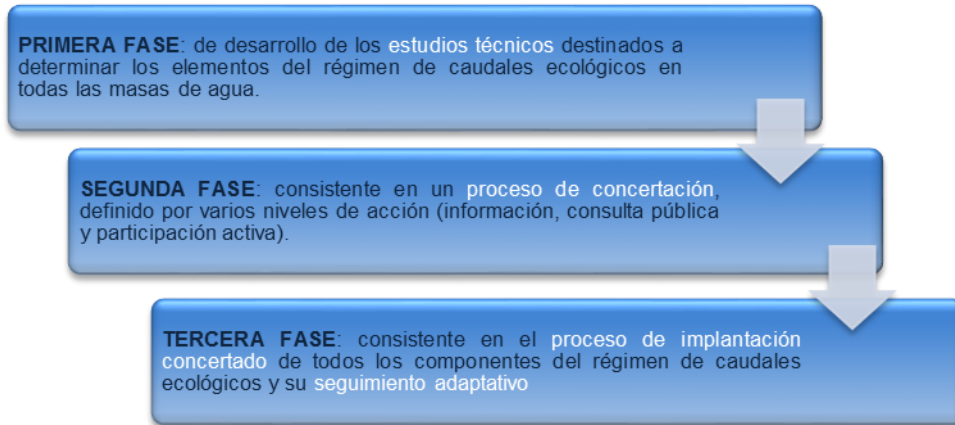 PRIMERA FASE: de desarrollo de los estudios técnicos destinados a
determinar los elementos del régimen de caudales ecológicos en
todas las masas de agua.
SEGUNDA FASE: consistente en un proceso de concertación,
definido por varios niveles de acción (información, consulta pública
y participación activa).
TERCERA FASE: consistente en el proceso de implantación
concertado de todos los componentes del régimen de caudales
ecológicos y su seguimiento adaptativo